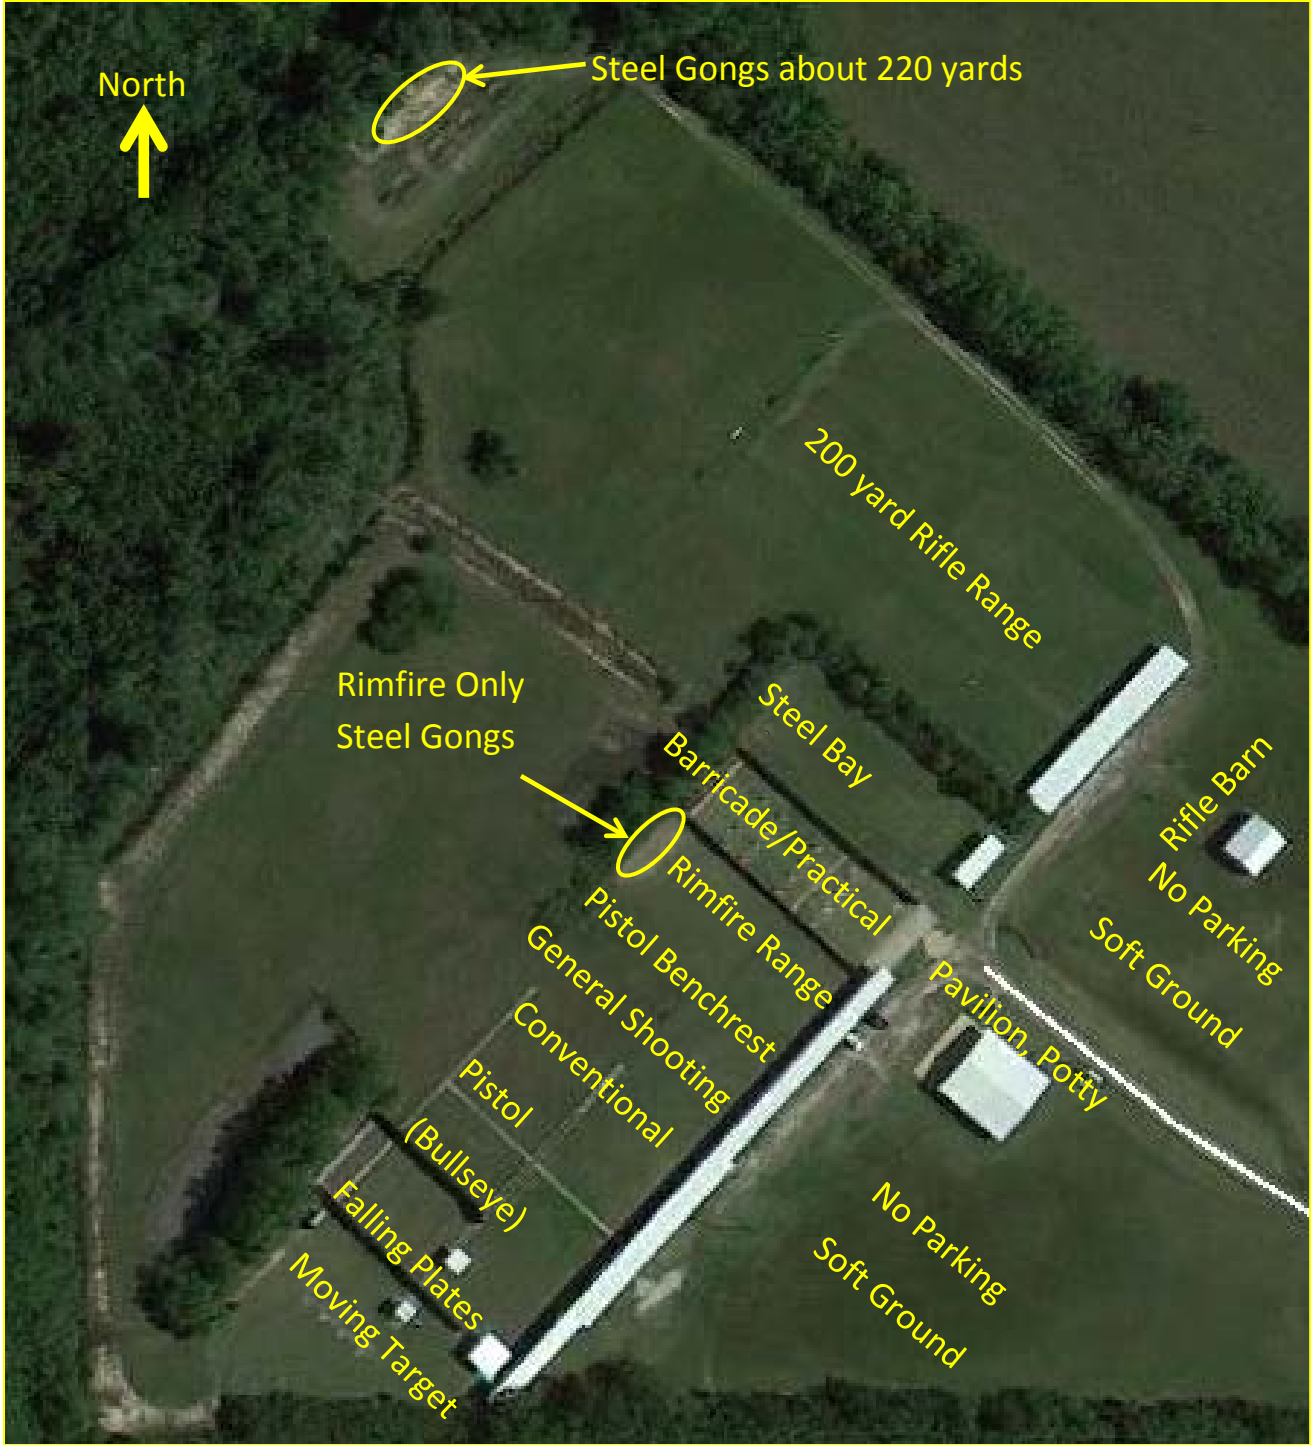 North
Steel Gongs about 220 yards
200 yard Rifle Range
Rimfire Only
Steel Gongs
Steel Bay
Barricade/Practical
Rifle Barn
No Parking
Soft Ground
Rimfire Range
Pistol Benchrest
General Shooting
Pavilion, Potty
Conventional
Pistol
(Bullseye)
Falling Plates
Moving Target
No Parking
Soft Ground